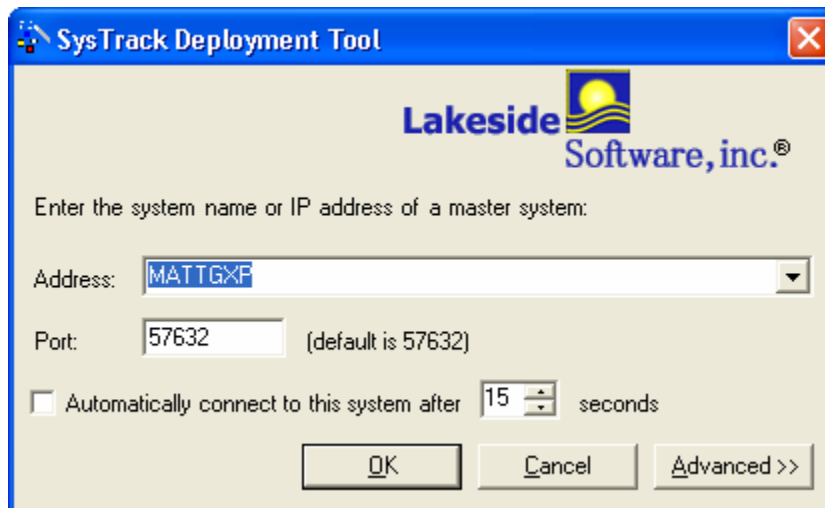 SysTrack Deployment Tool
Lakeside
Software, inc.®
Enter the system name or IP address of a master system:
Address: MATTGXP
Port: 57632 (default is 57632)
Automatically connect to this system after 15 seconds
OK Cancel Advanced >>